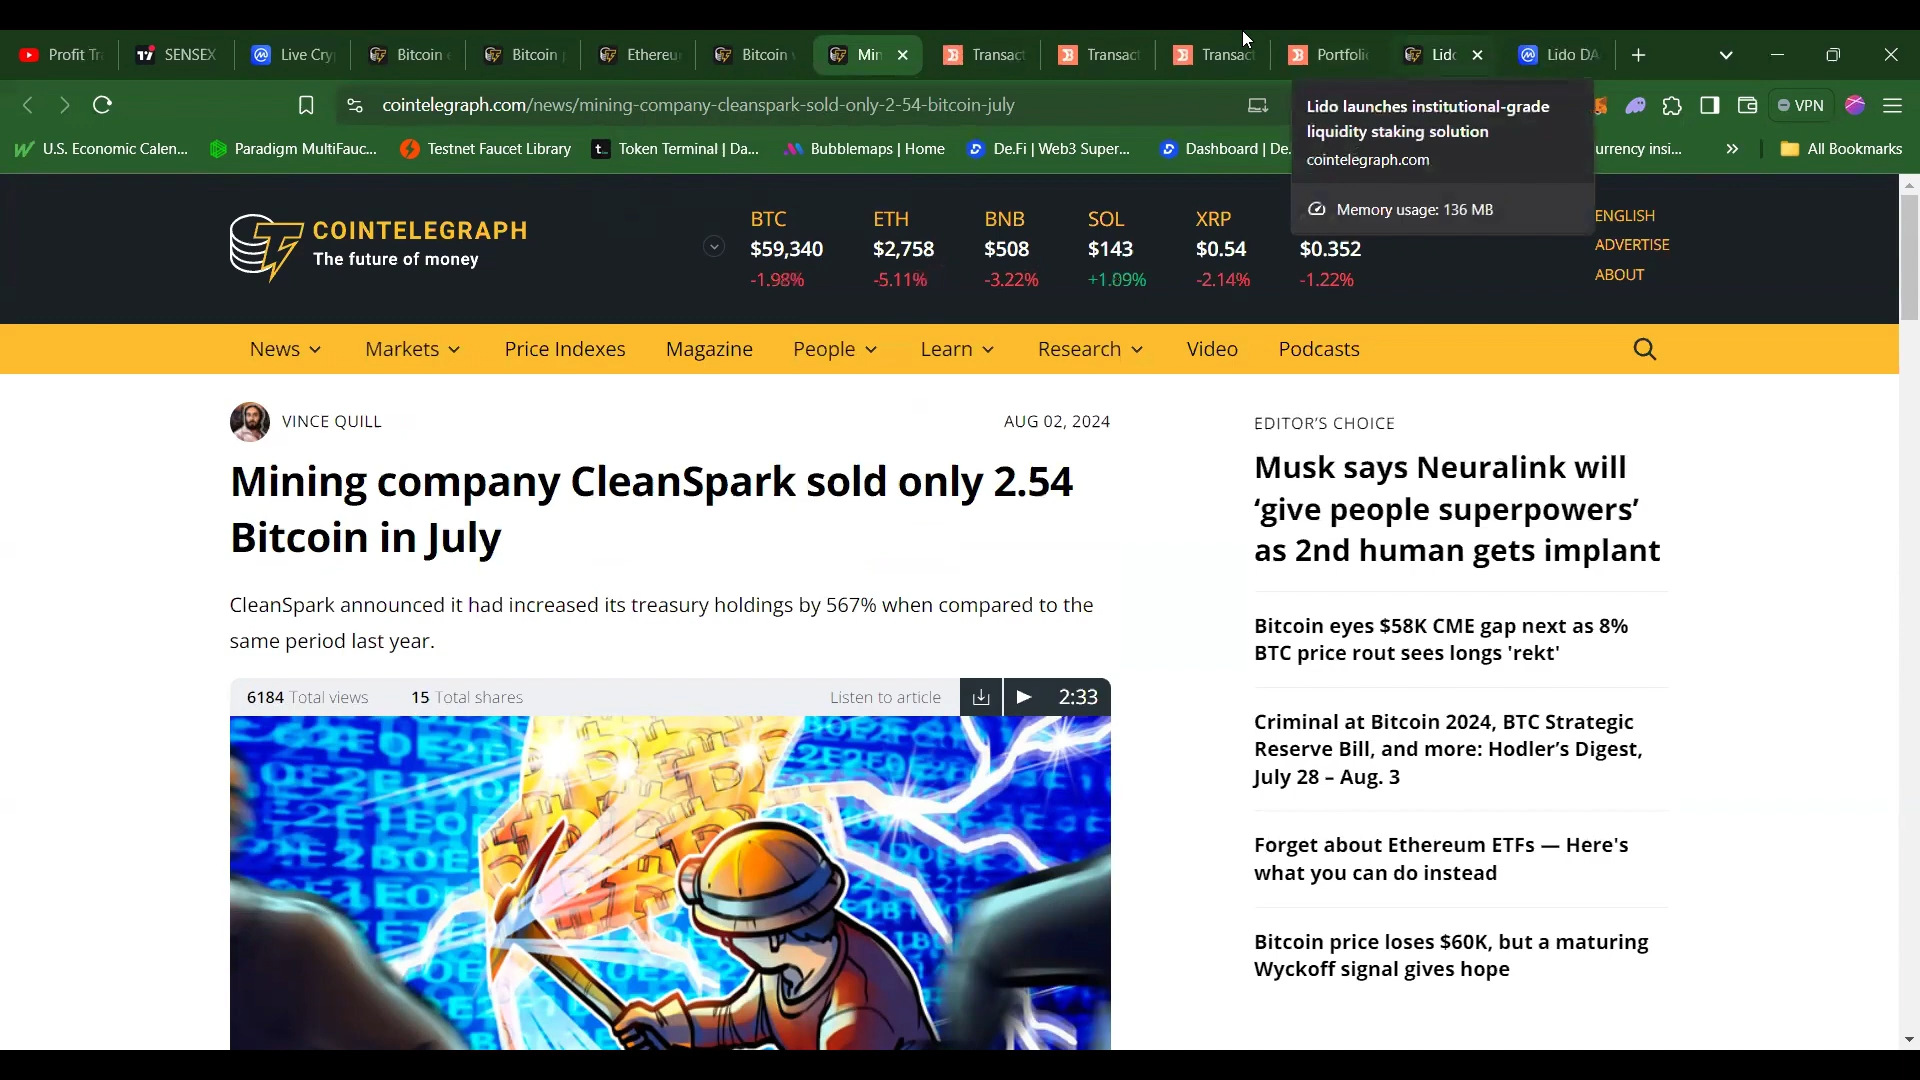 Profit Tr
SENSEX
Live Cry
Bitcoin
Bitcoin
Ethereu
Bitcoin
Min
Transact
Transact
Transact
Portfolio
Lido
Lido DA
cointelegraph.com/news/mining-company-cleanspark-sold-only-2-54-bitcoin-july
VPN
U.S. Economic Calen...
Paradigm MultiFauc...
Testnet Faucet Library
Token Terminal | Da...
Bubblemaps | Home
De.Fi | Web3 Super...
Dashboard | De.
urrency insi...
All Bookmarks
Lido launches institutional-grade
liquidity staking solution
cointelegraph.com
Memory usage: 136 MB
COINTELEGRAPH
The future of money
BTC ETH BNB SOL XRP
$59,340 $2,758 $508 $143 $0.54 $0.352
-1.98% -5.11% -3.22% +1.09% -2.14% -1.22%
ENGLISH
ADVERTISE
ABOUT
News Markets Price Indexes Magazine People Learn Research Video Podcasts
VINCE QUILL
AUG 02, 2024
Mining company CleanSpark sold only 2.54
Bitcoin in July
CleanSpark announced it had increased its treasury holdings by 567% when compared to the
same period last year.
6184 Total views
15 Total shares
Listen to article
2:33
EDITOR'S CHOICE
Musk says Neuralink will
‘give people superpowers’
as 2nd human gets implant
Bitcoin eyes $58K CME gap next as 8%
BTC price rout sees longs 'rekt'
Criminal at Bitcoin 2024, BTC Strategic
Reserve Bill, and more: Hodler’s Digest,
July 28 – Aug. 3
Forget about Ethereum ETFs — Here's
what you can do instead
Bitcoin price loses $60K, but a maturing
Wyckoff signal gives hope